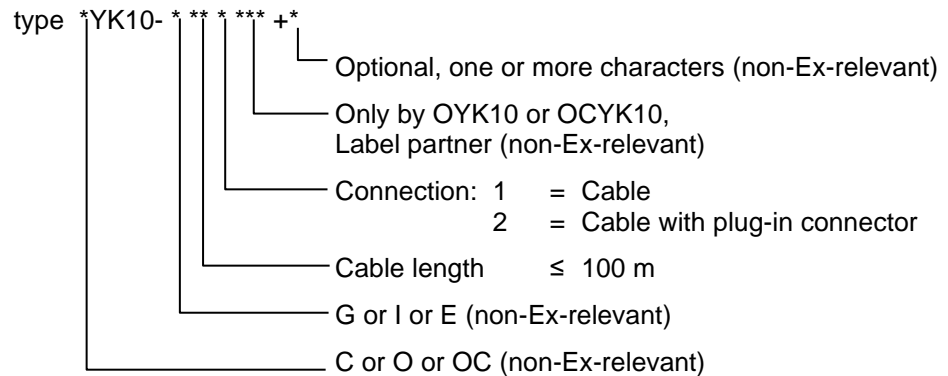 type *YK10- * ** * *** +*
Optional, one or more characters (non-Ex-relevant)
Only by OYK10 or OCYK10,
Label partner (non-Ex-relevant)
Connection: 1 = Cable
2 = Cable with plug-in connector
Cable length ≤ 100 m
G or I or E (non-Ex-relevant)
C or O or OC (non-Ex-relevant)